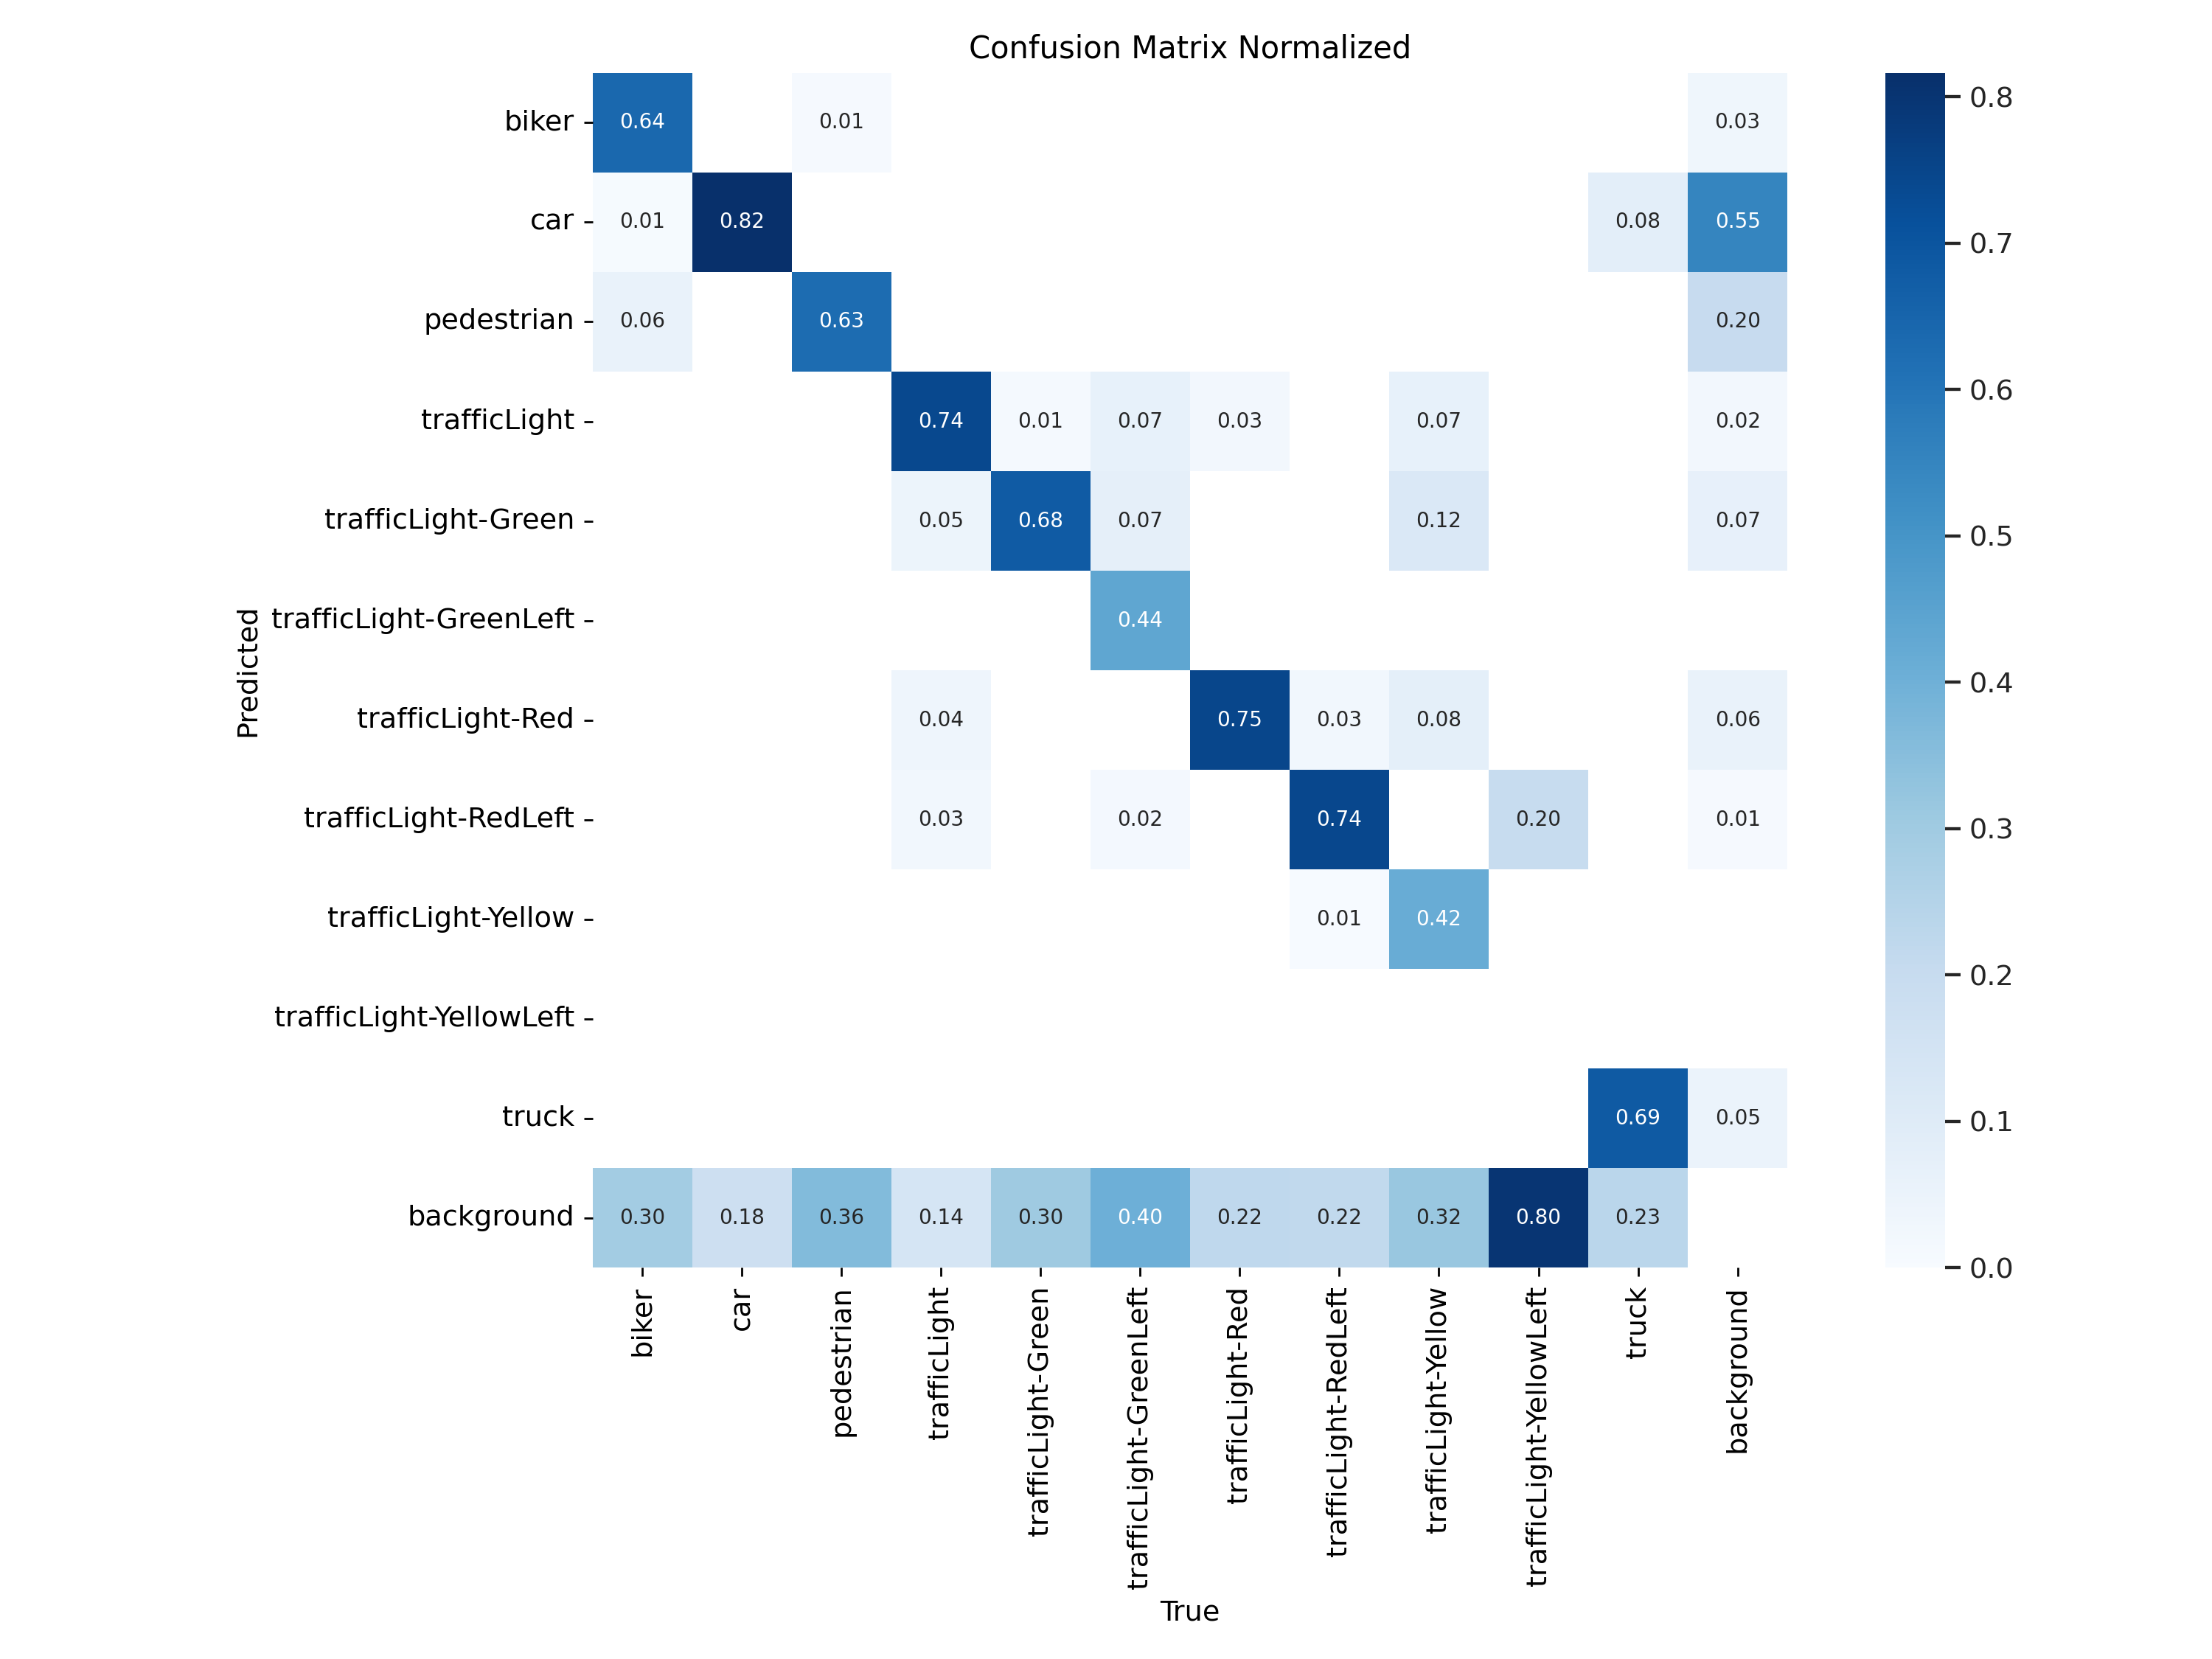 Confusion Matrix Normalized
biker 0.64 0.01 0.03
car 0.01 0.82 0.08 0.55
pedestrian 0.06 0.63 0.20
trafficLight 0.74 0.01 0.07 0.03 0.07 0.02
trafficLight-Green 0.05 0.68 0.07 0.12 0.07
trafficLight-GreenLeft 0.44
trafficLight-Red 0.04 0.75 0.03 0.08 0.06
trafficLight-RedLeft 0.03 0.02 0.74 0.20 0.01
trafficLight-Yellow 0.01 0.42
trafficLight-YellowLeft
truck 0.69 0.05
background 0.30 0.18 0.36 0.14 0.30 0.40 0.22 0.22 0.32 0.80 0.23
Predicted
biker
car
pedestrian
trafficLight
trafficLight-Green
trafficLight-GreenLeft
trafficLight-Red
trafficLight-RedLeft
trafficLight-Yellow
trafficLight-YellowLeft
truck
background
True
0.8
0.7
0.6
0.5
0.4
0.3
0.2
0.1
0.0